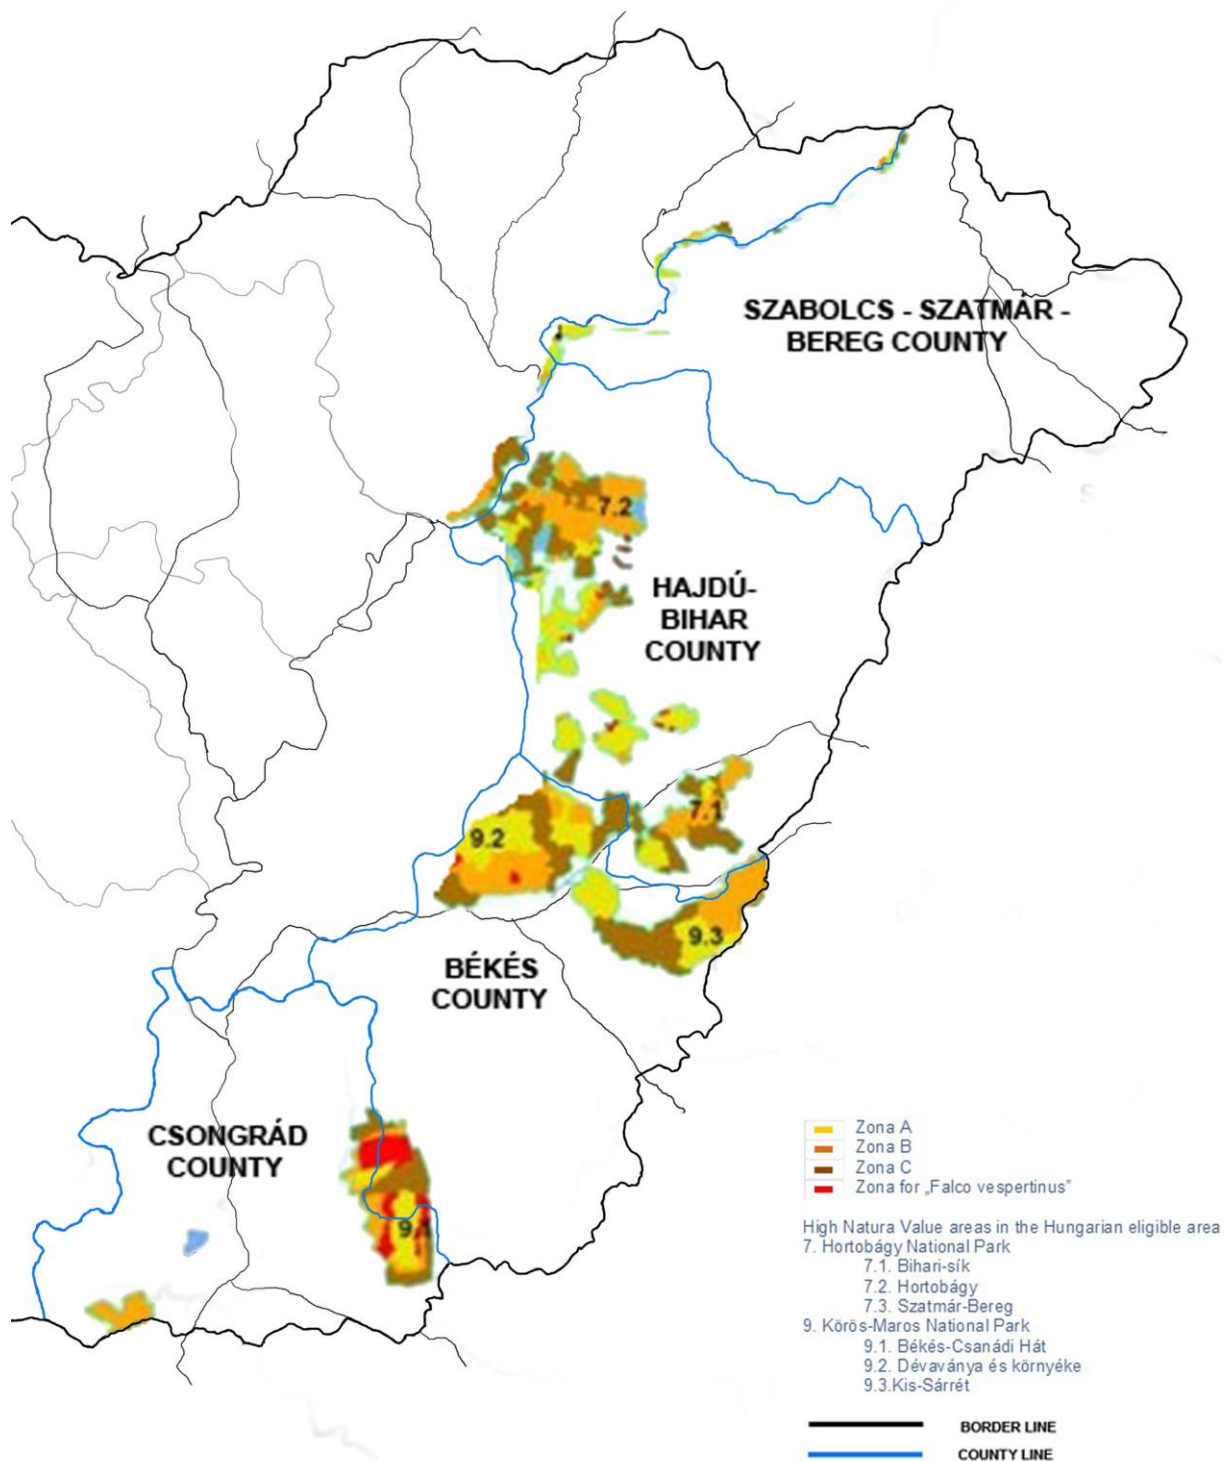 SZABOLCS - SZATMÁR -
BEREG COUNTY
7.2
HAJDÚ-
BIHAR
COUNTY
7.1
9.2
9.3
BÉKÉS
COUNTY
CSONGRÁD
COUNTY
9.1
Zona A
Zona B
Zona C
Zona for „Falco vespertinus”
High Natura Value areas in the Hungarian eligible area
7. Hortobágy National Park
7.1. Bihari-sík
7.2. Hortobágy
7.3. Szatmár-Bereg
9. Körös-Maros National Park
9.1. Békés-Csanádi Hát
9.2. Dévaványa és környéke
9.3.Kis-Sárrét
BORDER LINE
COUNTY LINE